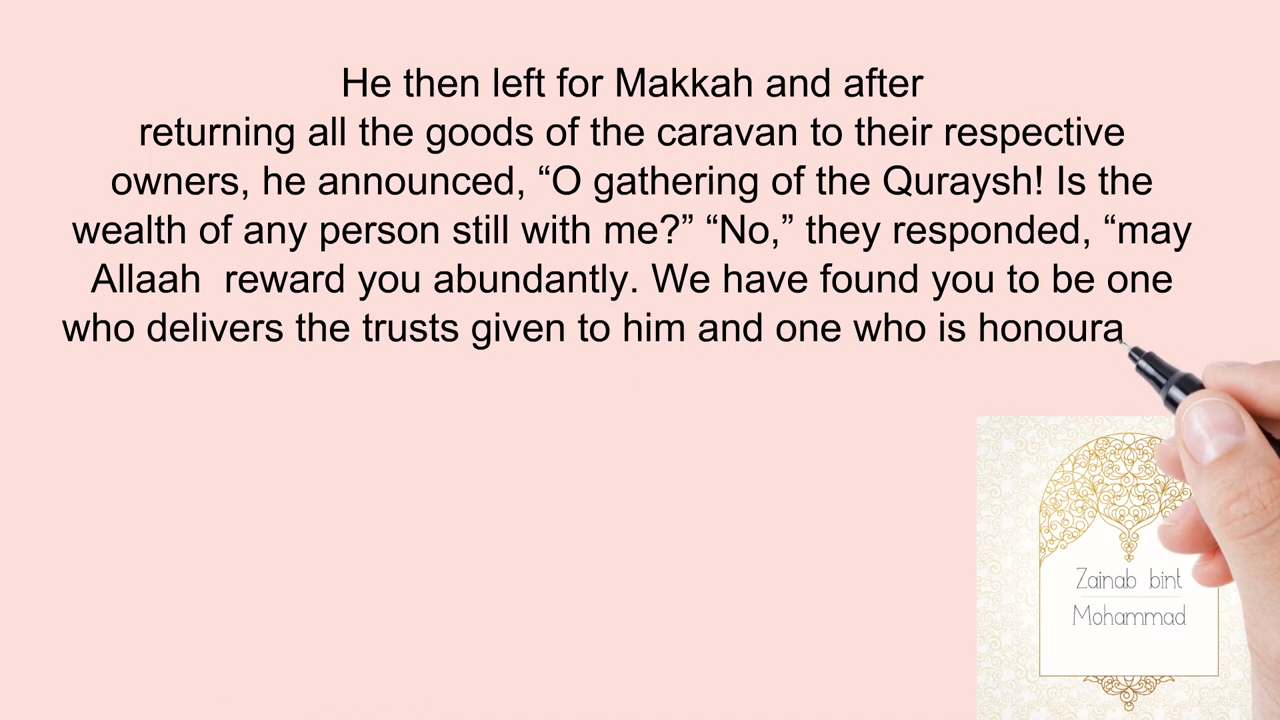 He then left for Makkah and after
returning all the goods of the caravan to their respective
owners, he announced, “O gathering of the Quraysh! Is the
wealth of any person still with me?” “No,” they responded, “may
Allaah  reward you abundantly. We have found you to be one
who delivers the trusts given to him and one who is honoura
Zainab bint
Mohammad